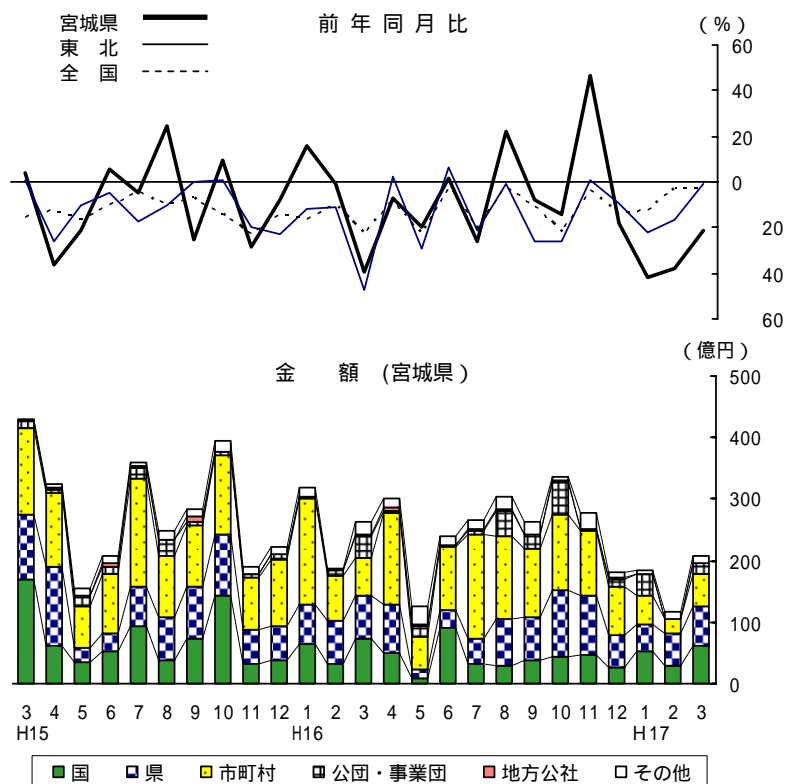 宮城県
東　北
全　国
前 年 同 月 比
（％）
60
40
20
0
20
40
60
（億円）
金　額 （宮城県）
500
400
300
200
100
0
3 4 5 6 7 8 9 10 11 12 1 2 3 4 5 6 7 8 9 10 11 12 1 2 3
H15 H16 H17
国 県 市町村 公団・事業団 地方公社 その他